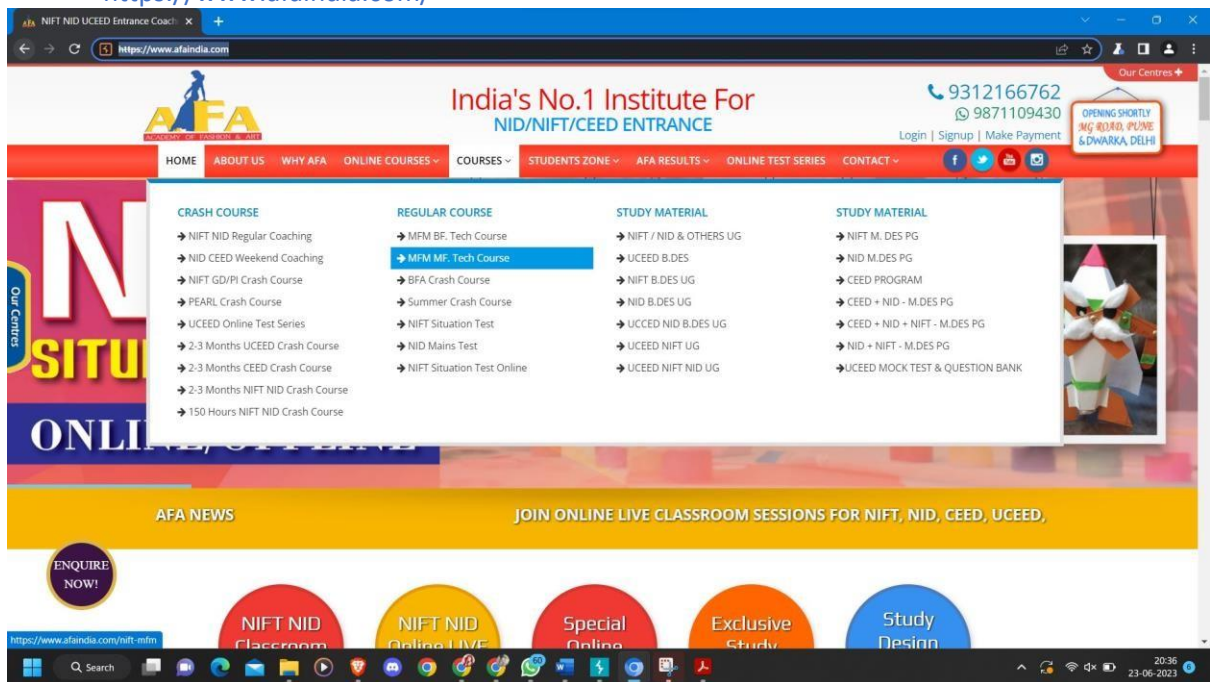 https://www.afaindia.com/
NIFT NID UCEED Entrance Coach
https://www.afaindia.com
Our Centres +
AFA
ACADEMY OF FASHION & ART
India's No.1 Institute For
NID/NIFT/CEED ENTRANCE
9312166762
9871109430
Login | Signup | Make Payment
OPENING SHORTLY
MG ROAD, PUNE
& DWARKA, DELHI
HOME ABOUT US WHY AFA ONLINE COURSES COURSES STUDENTS ZONE AFA RESULTS ONLINE TEST SERIES CONTACT
CRASH COURSE
NIFT NID Regular Coaching
NID CEED Weekend Coaching
NIFT GD/PI Crash Course
PEARL Crash Course
UCEED Online Test Series
2-3 Months UCEED Crash Course
2-3 Months CEED Crash Course
2-3 Months NIFT NID Crash Course
150 Hours NIFT NID Crash Course
REGULAR COURSE
MFM BF. Tech Course
MFM MF. Tech Course
BFA Crash Course
Summer Crash Course
NIFT Situation Test
NID Mains Test
NIFT Situation Test Online
STUDY MATERIAL
NIFT / NID & OTHERS UG
UCEED B.DES
NIFT B.DES UG
NID B.DES UG
UCCED NID B.DES UG
UCEED NIFT UG
UCEED NIFT NID UG
STUDY MATERIAL
NIFT M. DES PG
NID M.DES PG
CEED PROGRAM
CEED + NID - M.DES PG
CEED + NID + NIFT - M.DES PG
NID + NIFT - M.DES PG
UCEED MOCK TEST & QUESTION BANK
Our Centres
N
SITU
ONLI
AFA NEWS
JOIN ONLINE LIVE CLASSROOM SESSIONS FOR NIFT, NID, CEED, UCEED,
ENQUIRE
NOW!
NIFT NID
Classroom
NIFT NID
Online LIVE
Special
Online
Exclusive
Study
Study
Design
https://www.afaindia.com/nift-mfm
Search
20:36
23-06-2023